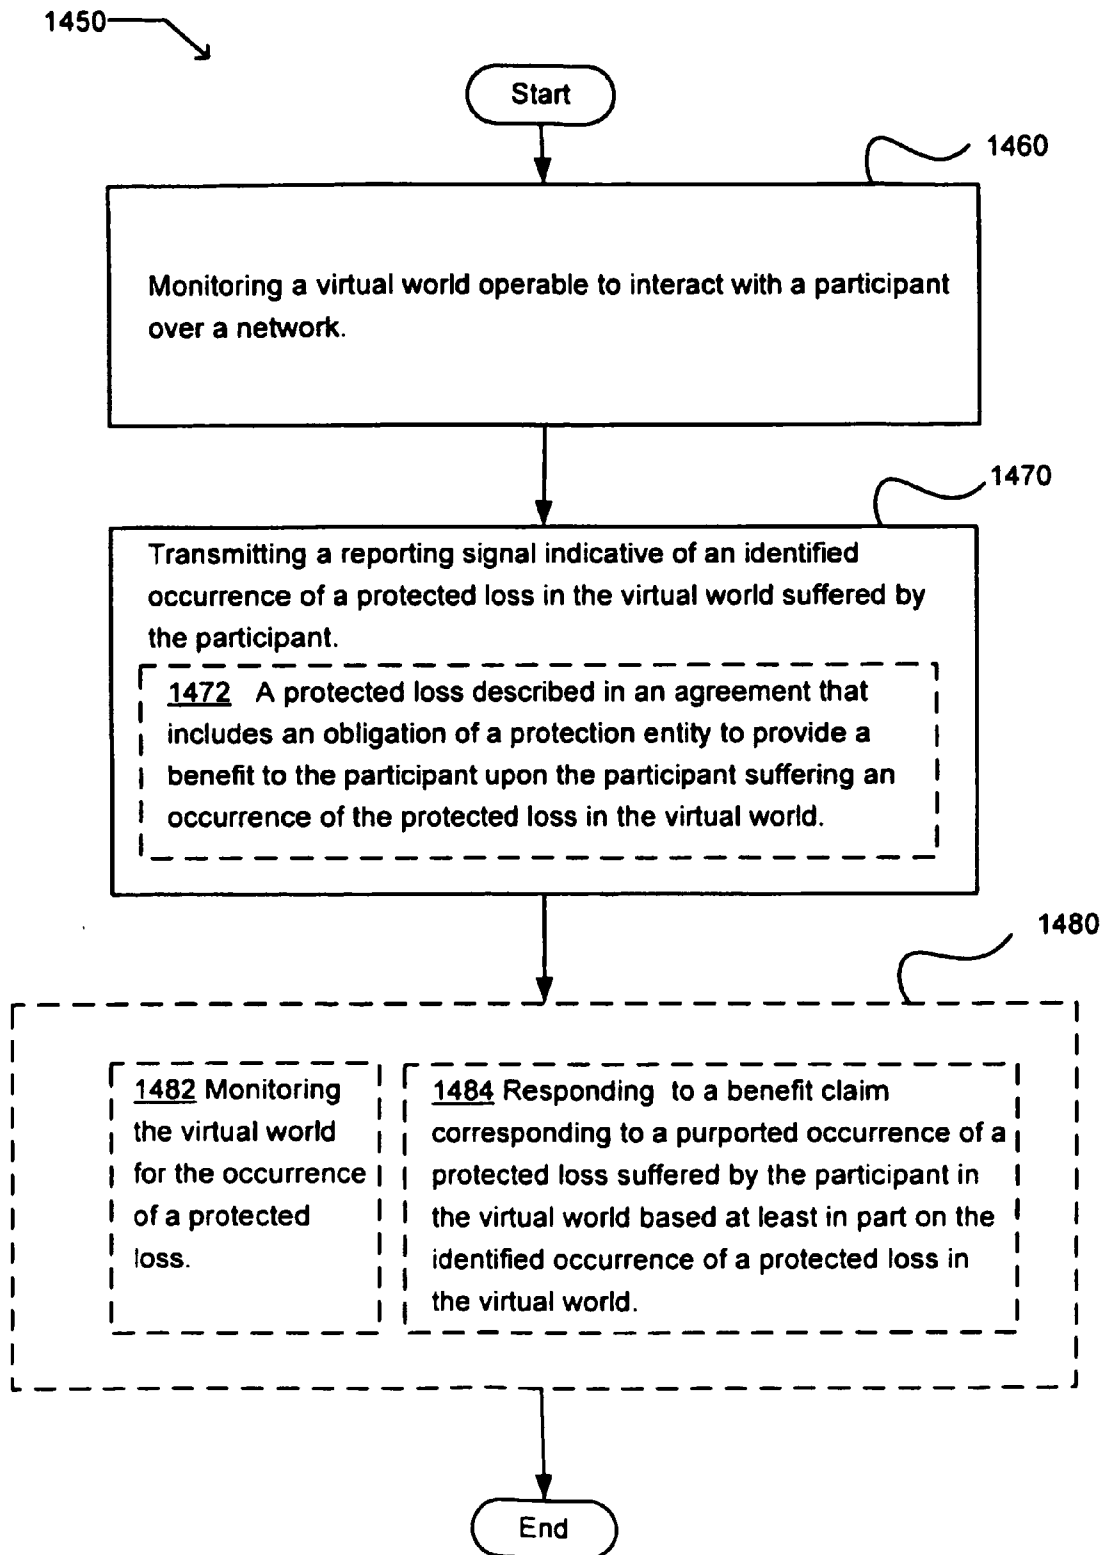 1450
Start
1460
Monitoring a virtual world operable to interact with a participant
over a network.
1470
Transmitting a reporting signal indicative of an identified
occurrence of a protected loss in the virtual world suffered by
the participant.
1472 A protected loss described in an agreement that
includes an obligation of a protection entity to provide a
benefit to the participant upon the participant suffering an
occurrence of the protected loss in the virtual world.
1480
1482 Monitoring
the virtual world
for the occurrence
of a protected
loss.
1484 Responding to a benefit claim
corresponding to a purported occurrence of a
protected loss suffered by the participant in
the virtual world based at least in part on the
identified occurrence of a protected loss in
the virtual world.
End